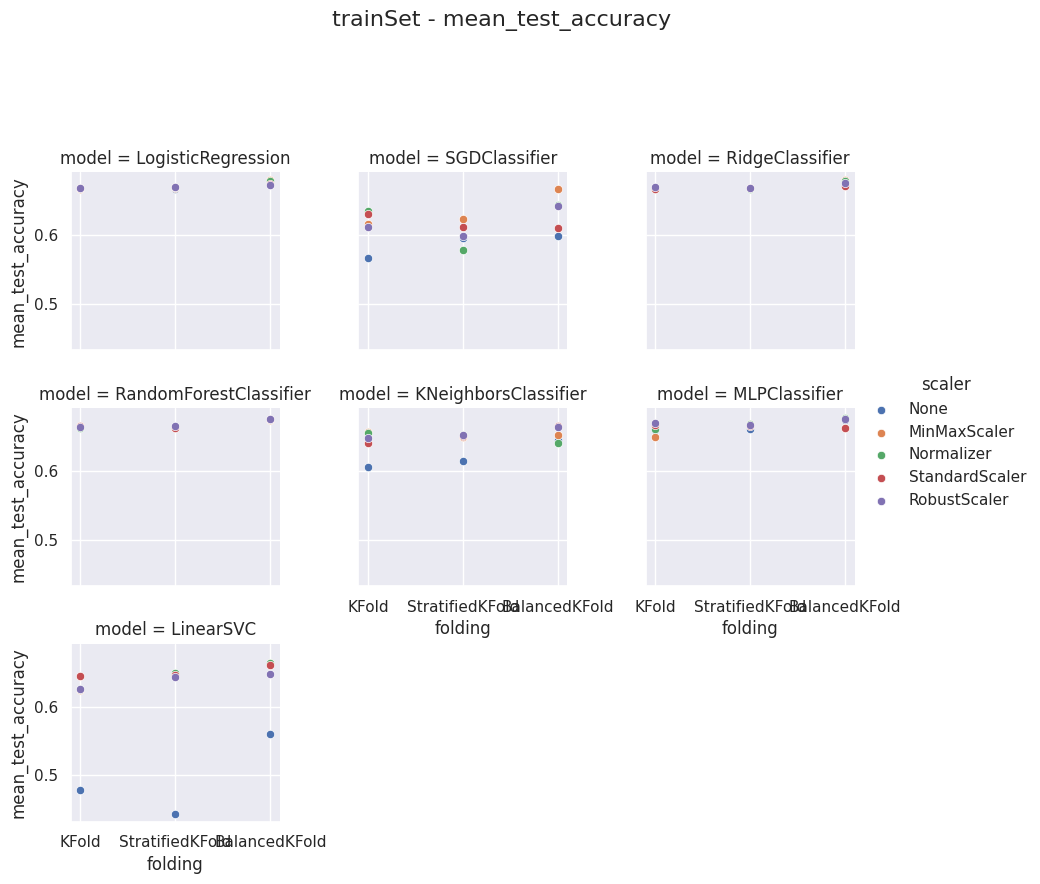 trainSet - mean_test_accuracy
model = LogisticRegression
model = SGDClassifier
model = RidgeClassifier
mean_test_accuracy
0.6
0.5
model = RandomForestClassifier
model = KNeighborsClassifier
model = MLPClassifier
mean_test_accuracy
0.6
0.5
KFold
StratifiedKFold
BalancedKFold
folding
KFold
StratifiedKFold
BalancedKFold
folding
scaler
None
MinMaxScaler
Normalizer
StandardScaler
RobustScaler
model = LinearSVC
mean_test_accuracy
0.6
0.5
KFold
StratifiedKFold
BalancedKFold
folding